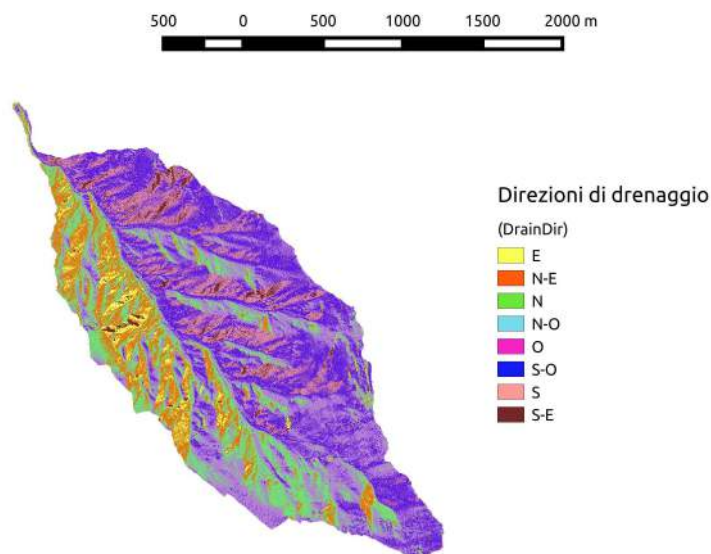 500 0 500 1000 1500 2000 m
Direzioni di drenaggio
(DrainDir)
E
N-E
N
N-O
O
S-O
S
S-E